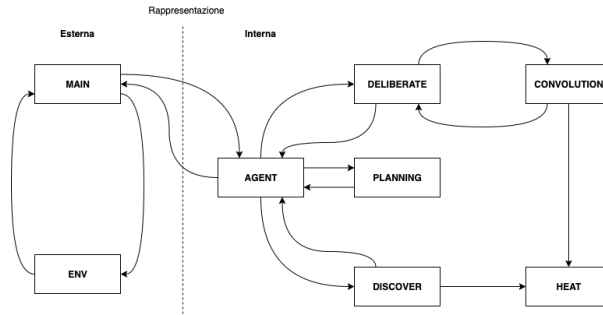 Rappresentazione
Esterna
Interna
MAIN
DELIBERATE
CONVOLUTION
AGENT
PLANNING
ENV
DISCOVER
HEAT